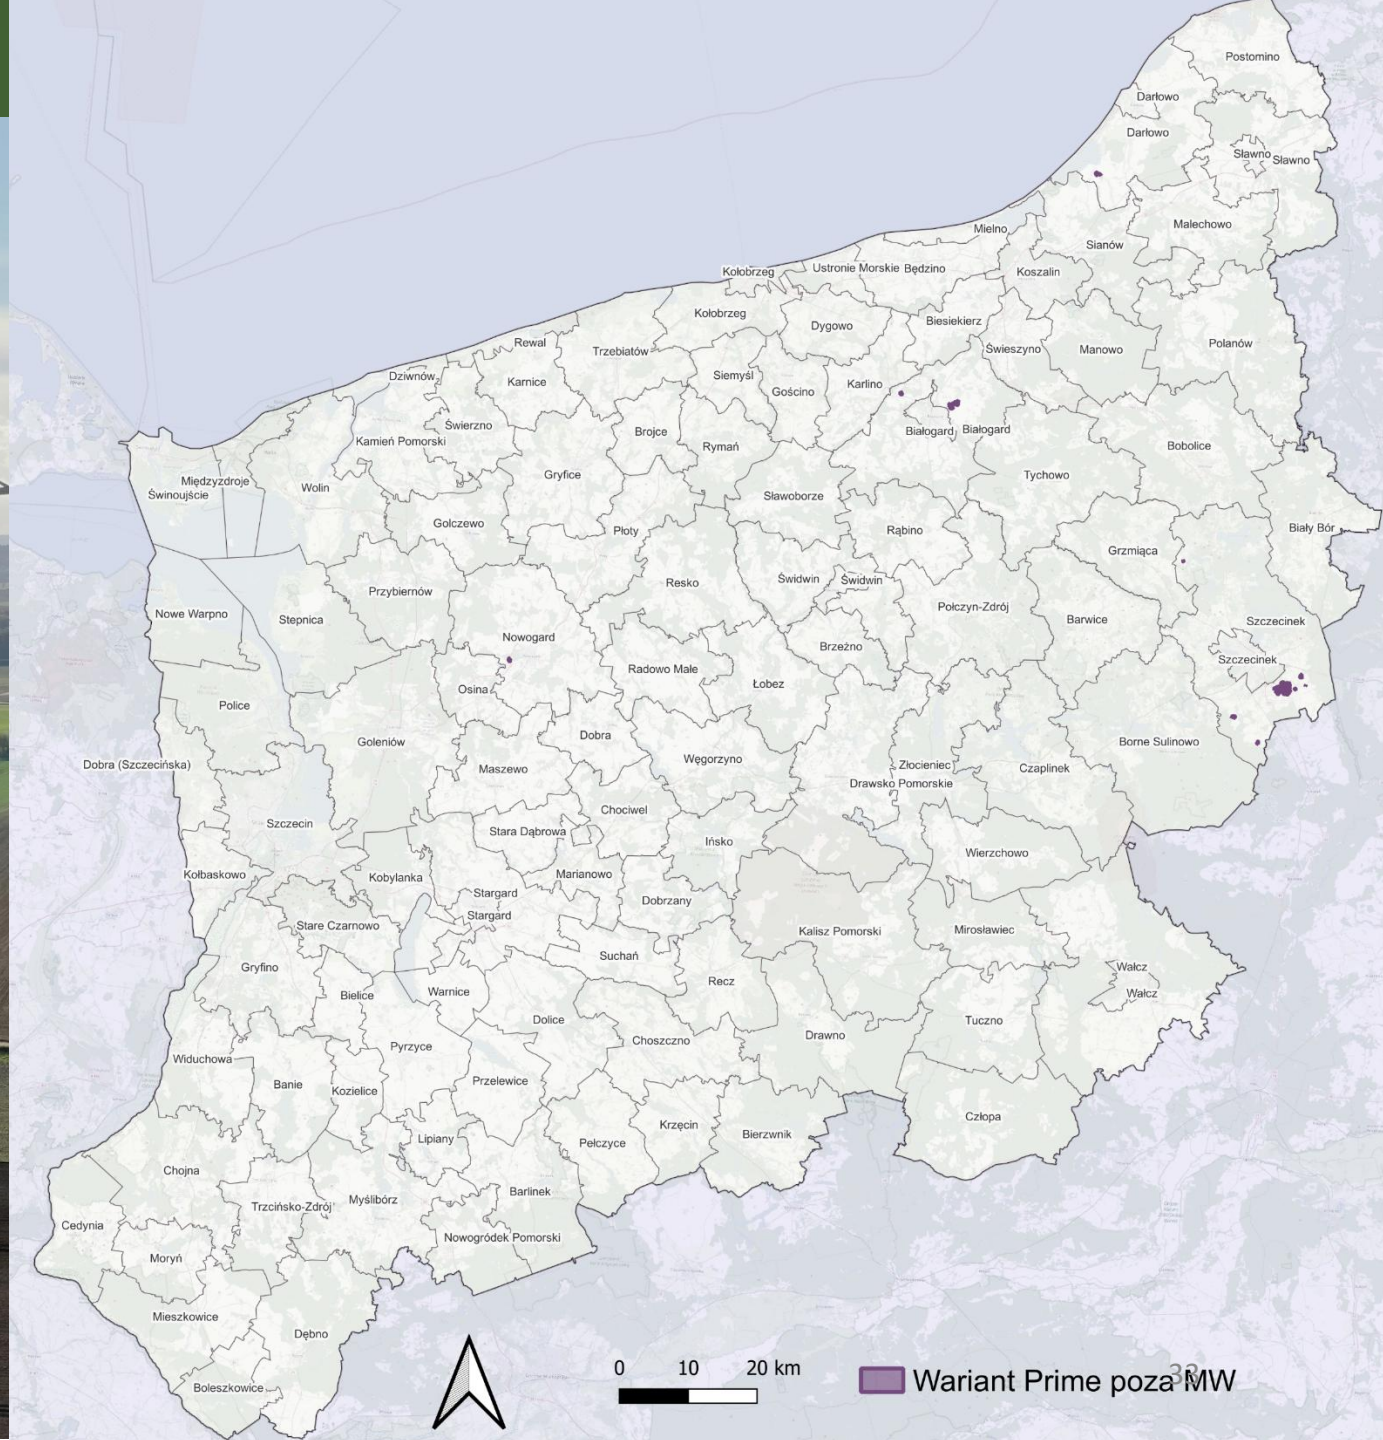 Postomino
Darłowo
Darłowo
Sławno
Sławno
Malechowo
Mielno
Sianów
Kołobrzeg
Ustronie Morskie
Będzino
Koszalin
Kołobrzeg
Dygowo
Biesiekierz
Świeszyno
Manowo
Polanów
Rewal
Trzebiatów
Dziwnów
Karnice
Siemyśl
Gościno
Karlino
Świerzno
Brojce
Rymań
Białogard
Białogard
Kamień Pomorski
Bobolice
Międzyzdroje
Świnoujście
Wolin
Gryfice
Tychowo
Sławoborze
Golczewo
Płoty
Rąbino
Biały Bór
Grzmiąca
Resko
Świdwin
Świdwin
Przybiernów
Połczyn-Zdrój
Nowe Warpno
Stepnica
Barwice
Szczecinek
Nowogard
Brzeżno
Szczecinek
Radowo Małe
Łobez
Osina
Police
Dobra
Goleniów
Borne Sulinowo
Dobra (Szczecińska)
Maszewo
Węgorzyno
Złocieniec
Czaplinek
Drawsko Pomorskie
Chociwel
Szczecin
Stara Dąbrowa
Ińsko
Wierzchowo
Kołbaskowo
Kobylanka
Marianowo
Stargard
Dobrzany
Stargard
Stare Czarnowo
Kalisz Pomorski
Mirosławiec
Suchań
Gryfino
Wałcz
Recz
Bielice
Warnice
Wałcz
Dolice
Tuczno
Drawno
Choszczno
Pyrzyce
Widuchowa
Banie
Kozielice
Przelewice
Człopa
Krzęcin
Bierzwnik
Lipiany
Pełczyce
Chojna
Barlinek
Myślibórz
Trzcińsko-Zdrój
Cedynia
Nowogródek Pomorski
Moryń
Mieszkowice
Dębno
Boleszkowice
0 10 20 km
Wariant Prime poza MW
33